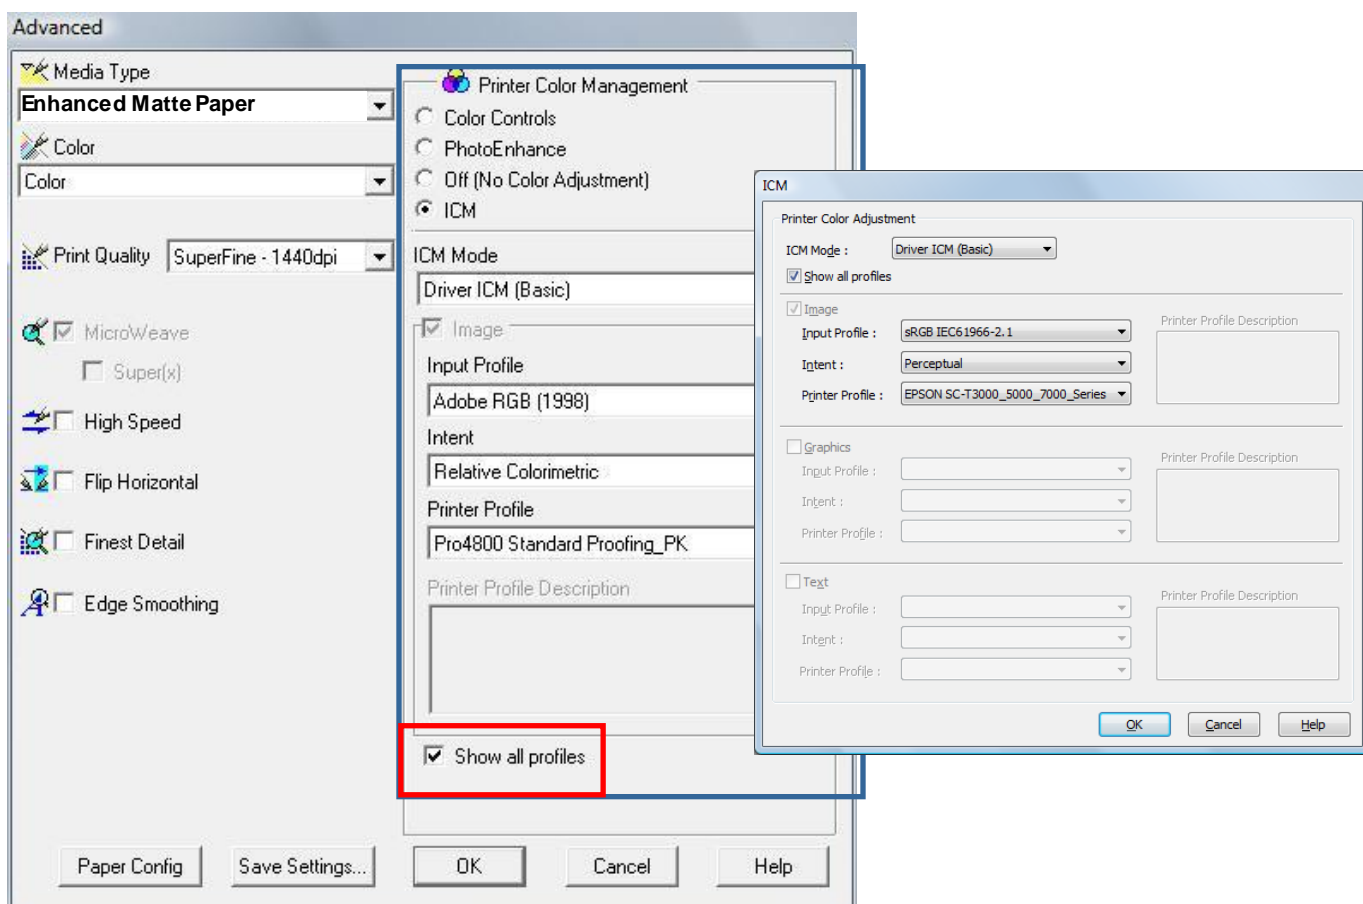 Advanced
Media Type
Enhanced Matte Paper
Color
Color
Print Quality SuperFine - 1440dpi
MicroWeave
Super(x)
High Speed
Flip Horizontal
Finest Detail
Edge Smoothing
Printer Color Management
Color Controls
PhotoEnhance
Off (No Color Adjustment)
ICM
ICM Mode
Driver ICM (Basic)
Image
Input Profile
Adobe RGB (1998)
Intent
Relative Colorimetric
Printer Profile
Pro4800 Standard Proofing_PK
Printer Profile Description
Show all profiles
Paper Config Save Settings... OK Cancel Help
ICM
Printer Color Adjustment
ICM Mode : Driver ICM (Basic)
Show all profiles
Image
Input Profile : sRGB IEC61966-2.1
Intent : Perceptual
Printer Profile : EPSON SC-T3000_5000_7000_Series
Printer Profile Description
Graphics
Input Profile :
Intent :
Printer Profile :
Printer Profile Description
Text
Input Profile :
Intent :
Printer Profile :
Printer Profile Description
OK Cancel Help